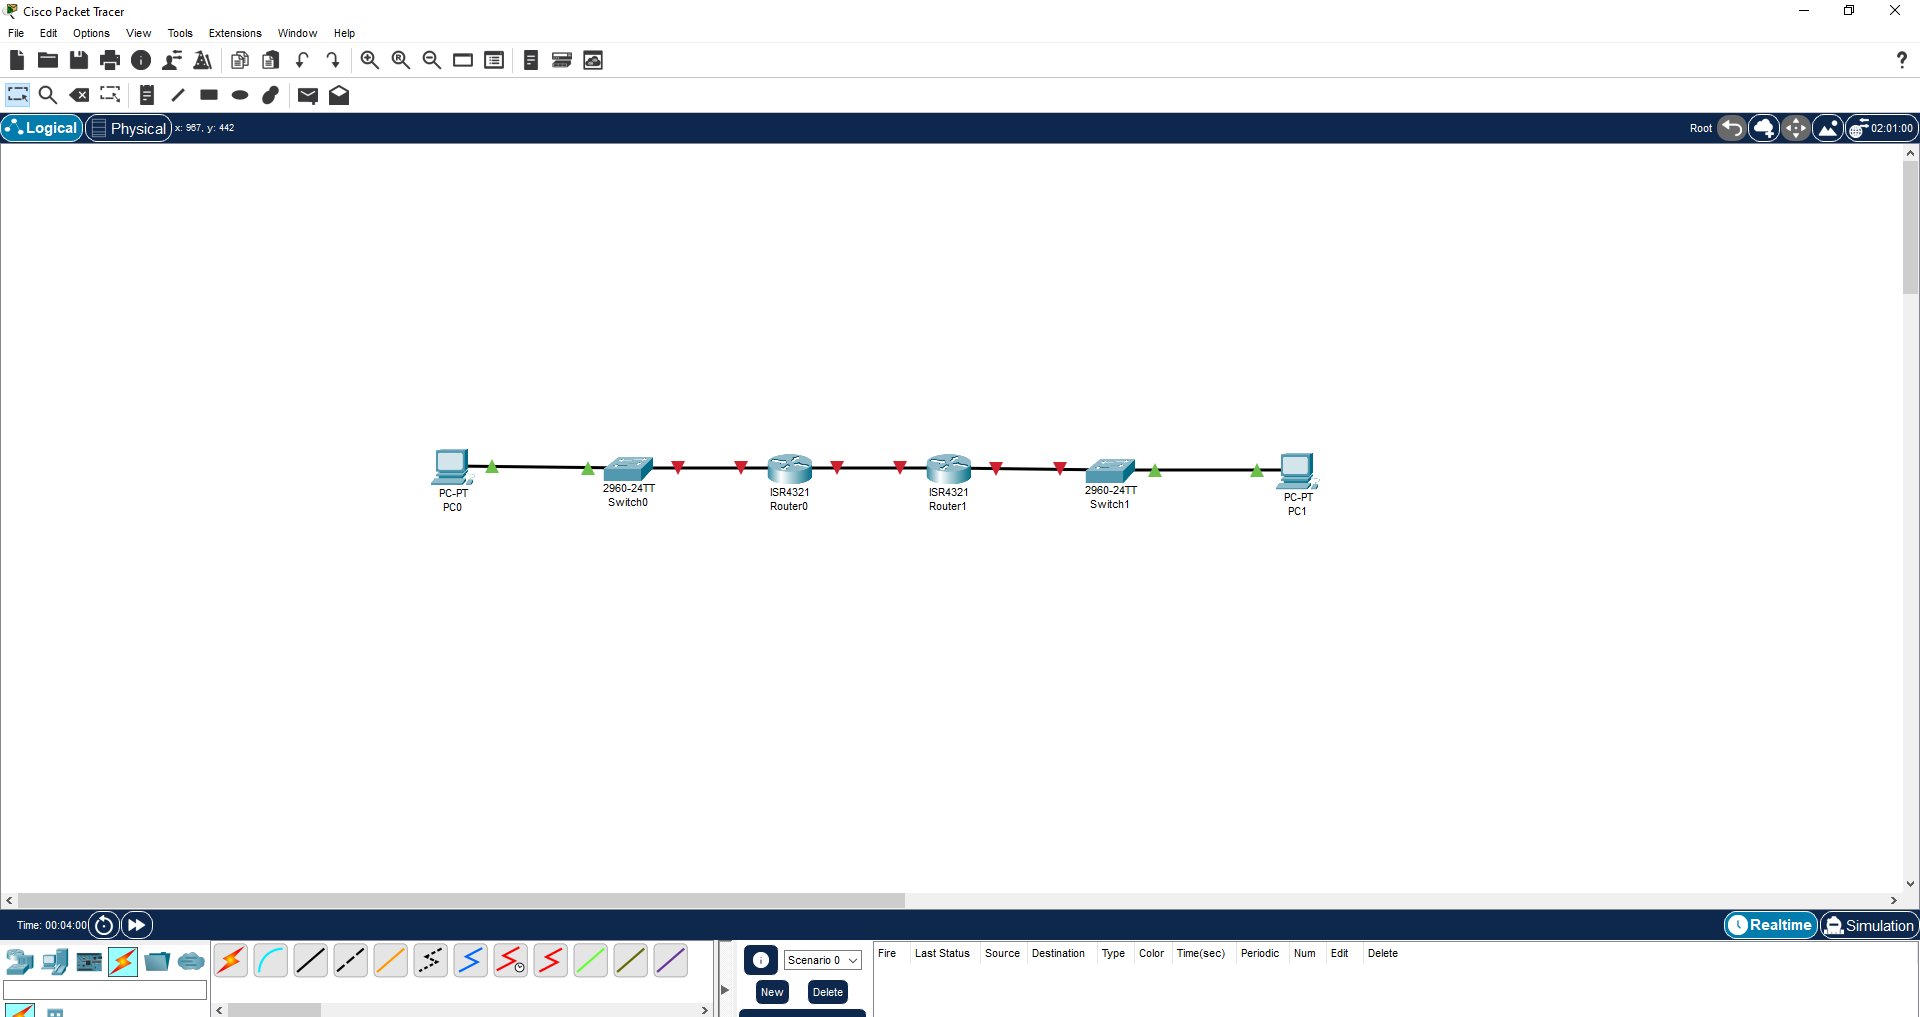 Cisco Packet Tracer
File Edit Options View Tools Extensions Window Help
?
Logical Physical x: 967, y: 442 Root 02:01:00
PC-PT
PC0
2960-24TT
Switch0
ISR4321
Router0
ISR4321
Router1
2960-24TT
Switch1
PC-PT
PC1
Time: 00:04:00 Realtime Simulation
Scenario 0
New Delete
Fire Last Status Source Destination Type Color Time(sec) Periodic Num Edit Delete